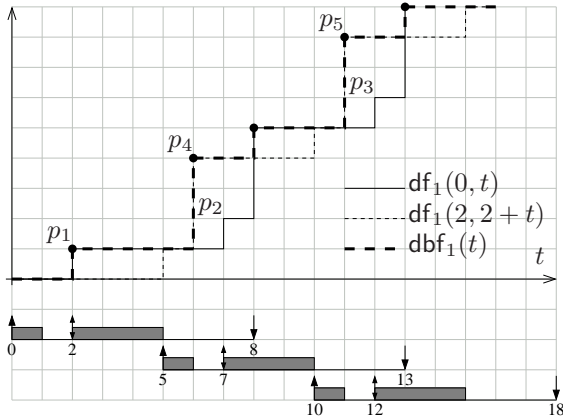 p₅
p₃
p₄
p₂
df₁(0, t)
df₁(2, 2 + t)
p₁
dbf₁(t)
t
0 2 8
5 7 13
10 12 18